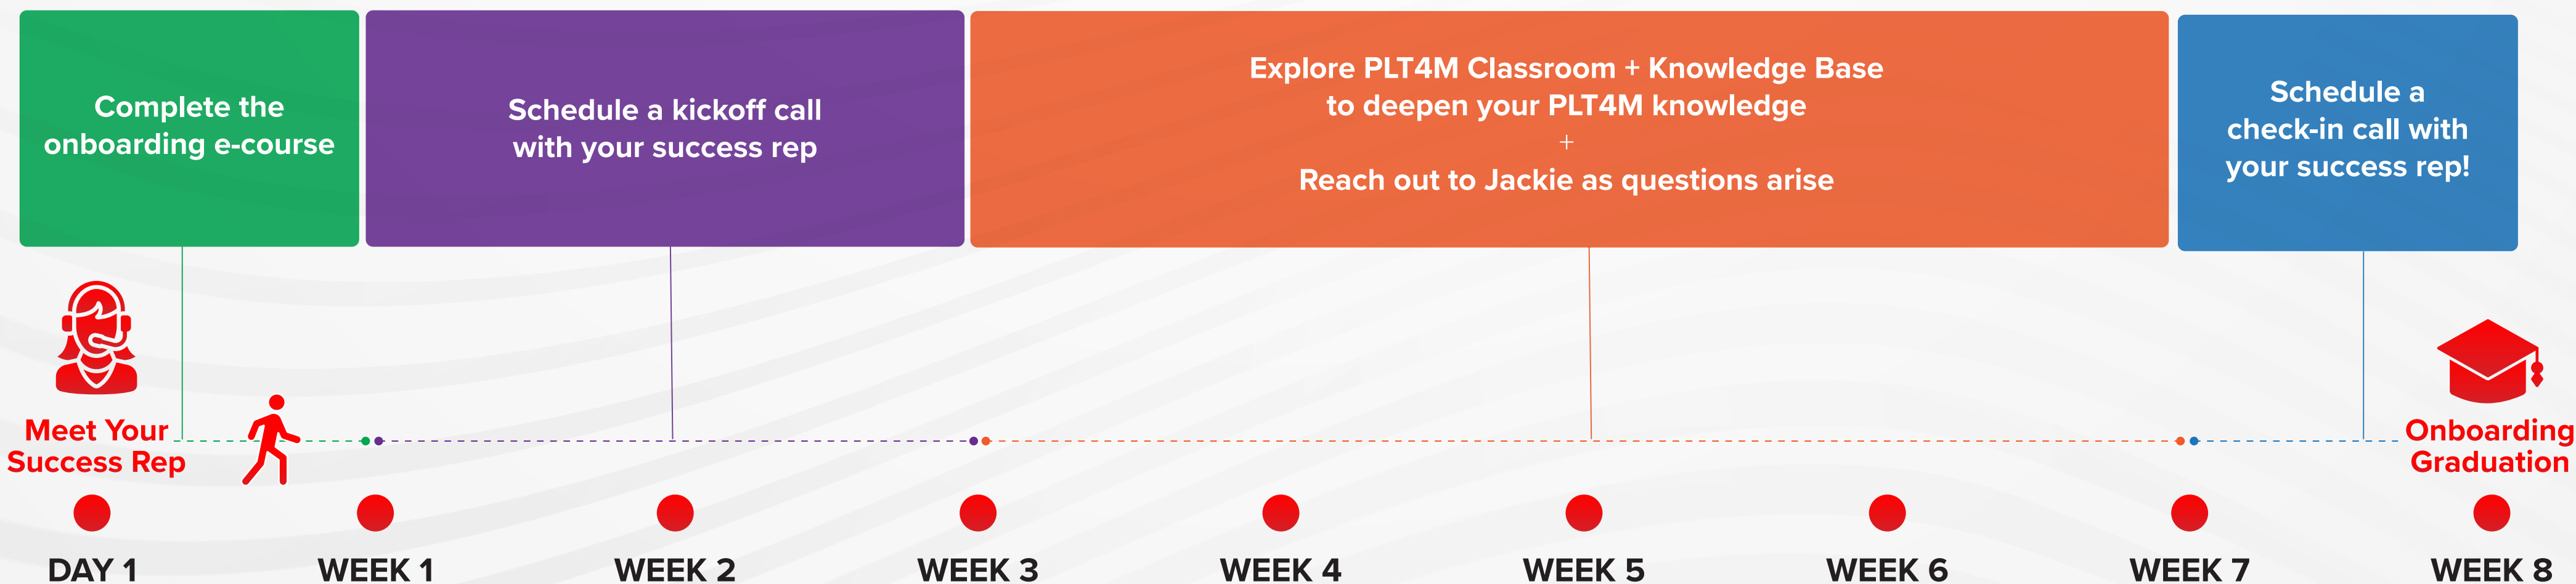 Complete the
onboarding e-course
Schedule a kickoff call
with your success rep
Explore PLT4M Classroom + Knowledge Base
to deepen your PLT4M knowledge
+
Reach out to Jackie as questions arise
Schedule a
check-in call with
your success rep!
Meet Your
Success Rep
Onboarding
Graduation
DAY 1
WEEK 1
WEEK 2
WEEK 3
WEEK 4
WEEK 5
WEEK 6
WEEK 7
WEEK 8